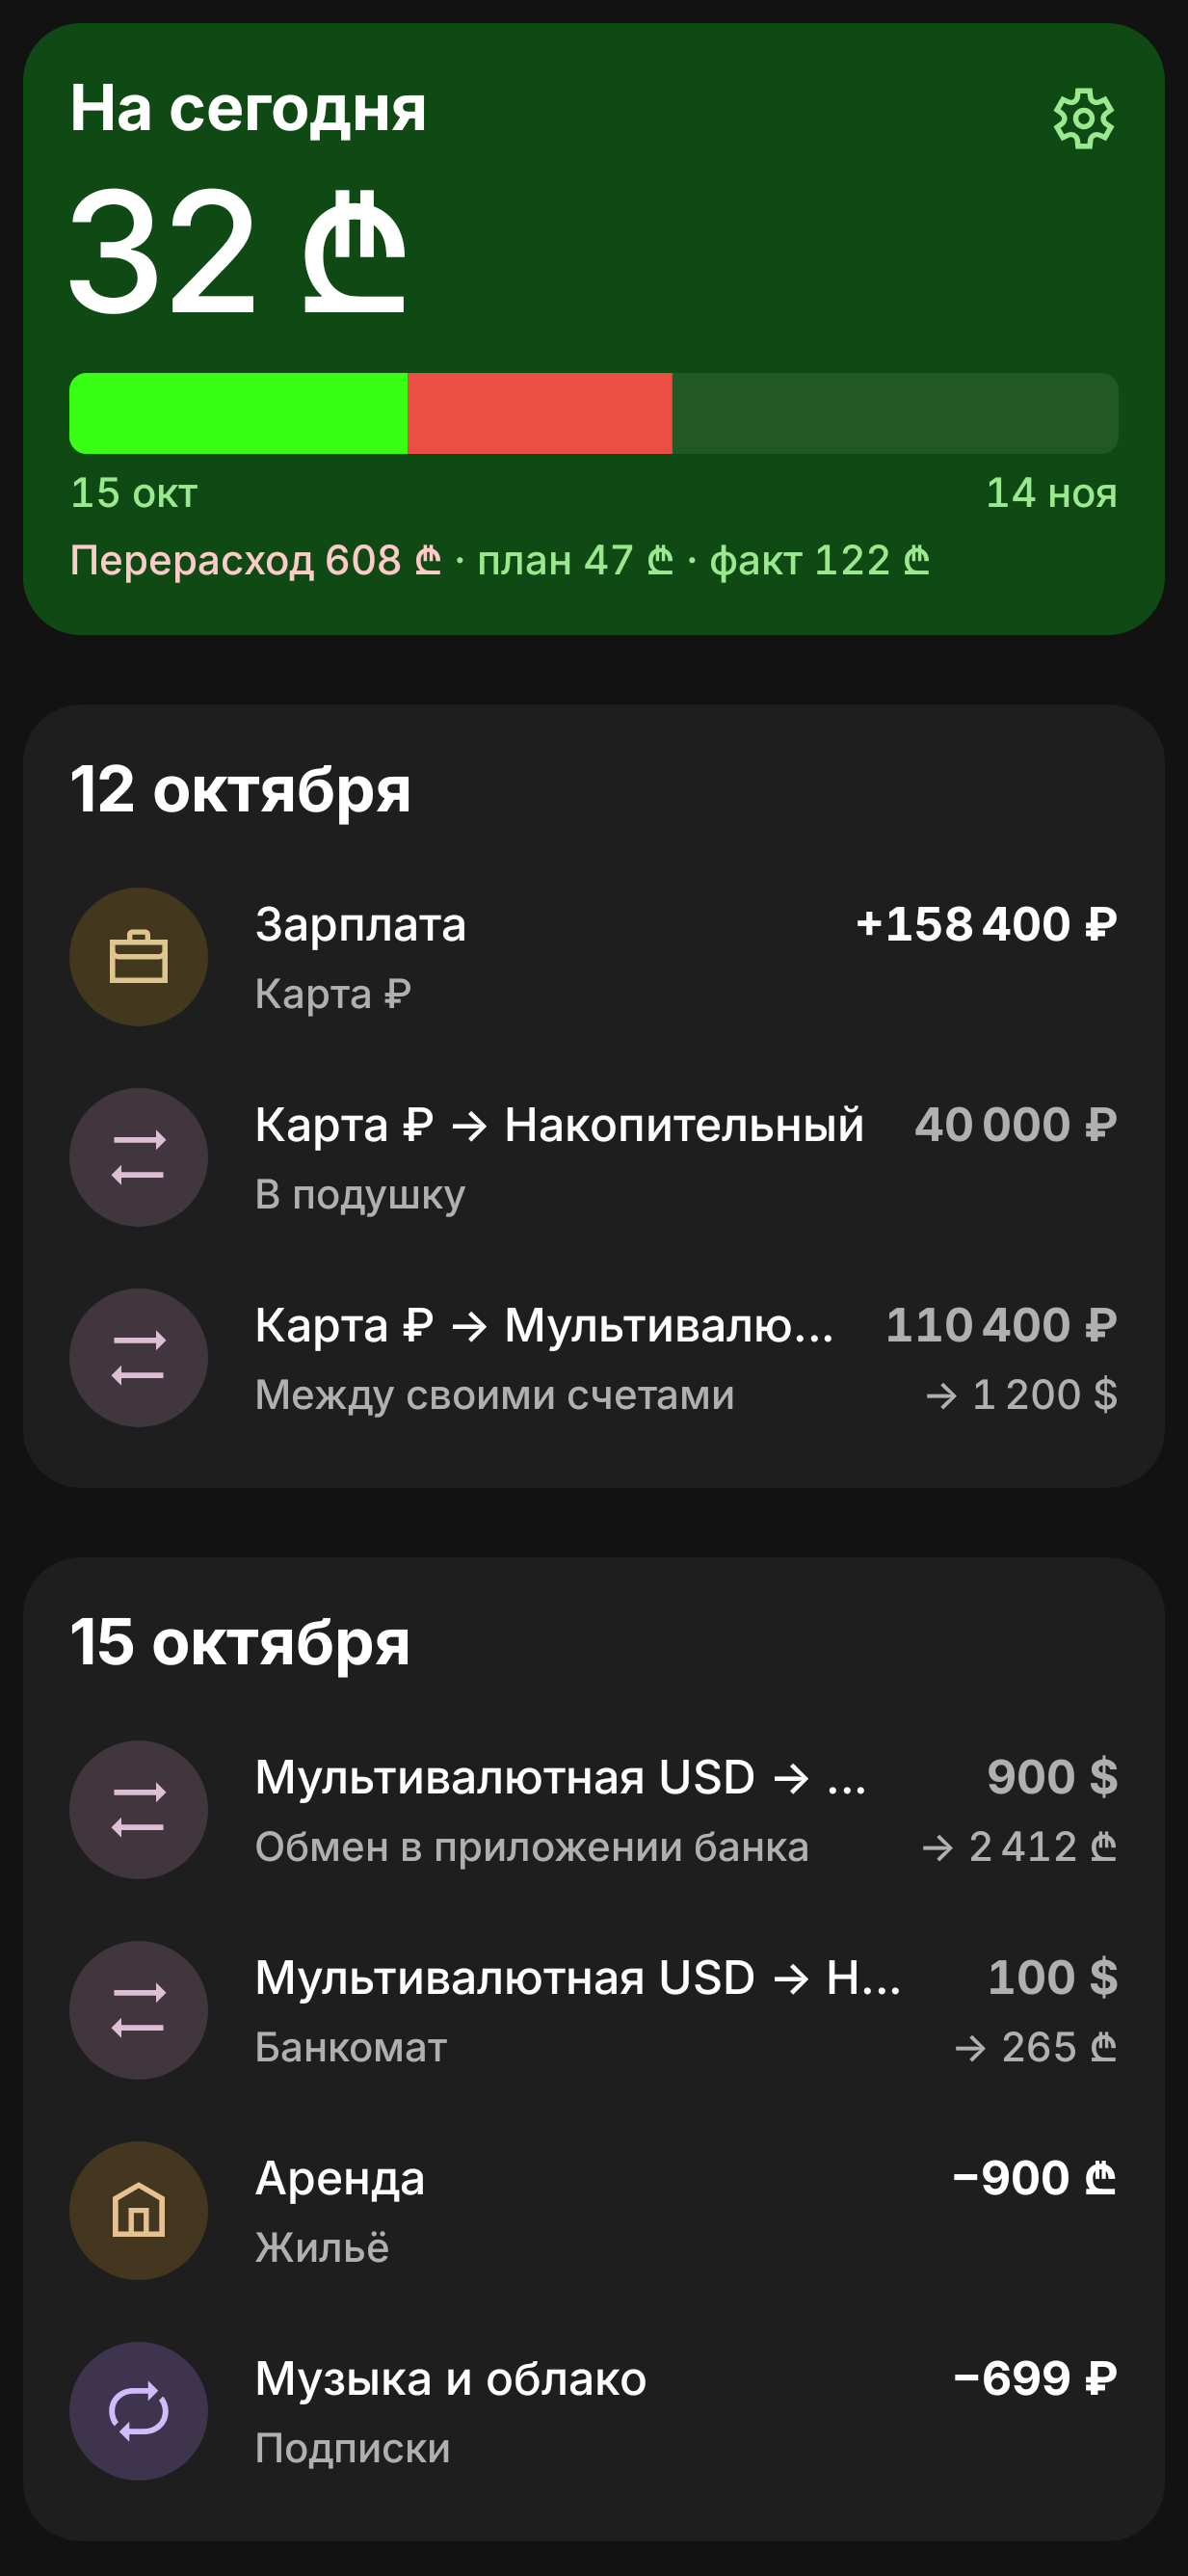 На сегодня
32 ₾
15 окт 14 ноя
Перерасход 608 ₾ · план 47 ₾ · факт 122 ₾
12 октября
Зарплата +158 400 ₽
Карта ₽
Карта ₽ → Накопительный 40 000 ₽
В подушку
Карта ₽ → Мультивалю... 110 400 ₽
Между своими счетами → 1 200 $
15 октября
Мультивалютная USD → ... 900 $
Обмен в приложении банка → 2 412 ₾
Мультивалютная USD → Н... 100 $
Банкомат → 265 ₾
Аренда −900 ₾
Жильё
Музыка и облако −699 ₽
Подписки